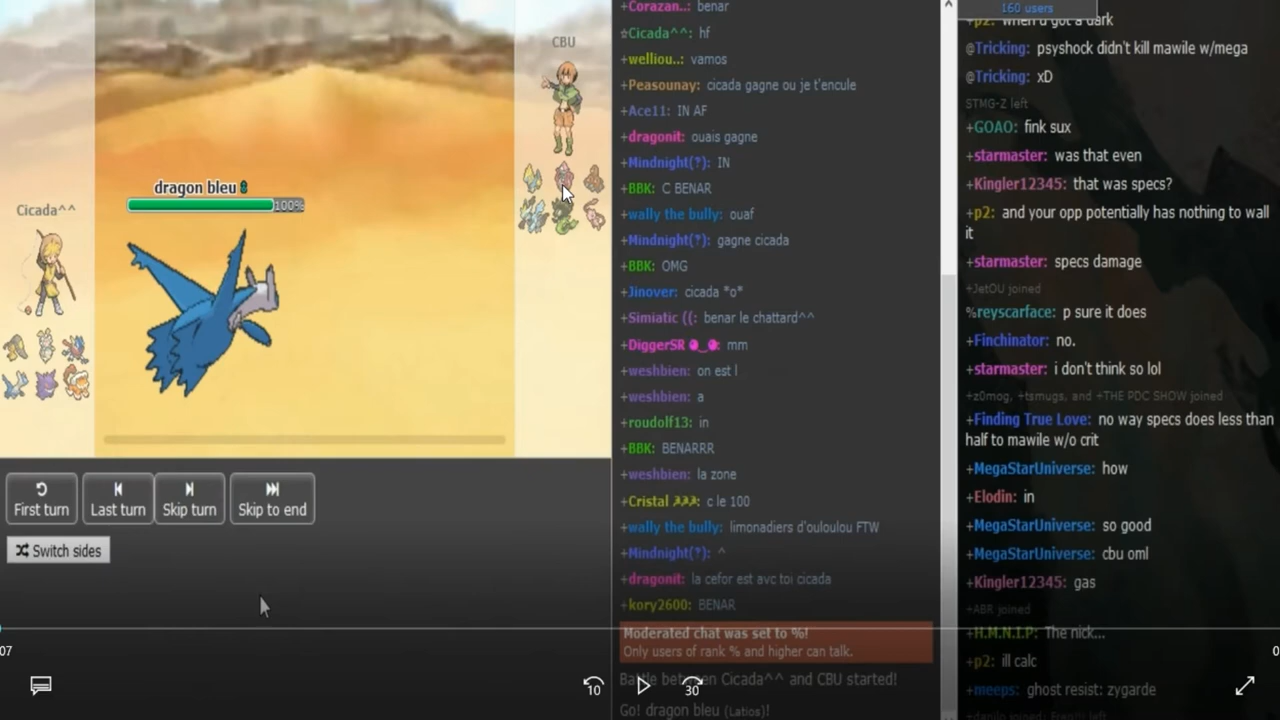 CBU
dragon bleu
100%
Cicada^^
First turn
Last turn
Skip turn
Skip to end
Switch sides
07
10
30
0
+Corazan..: benar
☆Cicada^^: hf
+welliou..: vamos
+Peasounay: cicada gagne ou je t'encule
+Ace11: IN AF
+dragonit: ouais gagne
+Mindnight(?): IN
+BBK: C BENAR
+wally the bully: ouaf
+Mindnight(?): gagne cicada
+BBK: OMG
+Jinover: cicada *o*
+Simiatic ((: benar le chattard^^
+DiggerSR: mm
+weshbien: on est l
+weshbien: a
+roudolf13: in
+BBK: BENARRR
+weshbien: la zone
+Cristal: c le 100
+wally the bully: limonadiers d'ouloulou FTW
+Mindnight(?): ^
+dragonit: la cefor est avc toi cicada
+kory2600: BENAR
Moderated chat was set to %!
Only users of rank % and higher can talk.
Battle between Cicada^^ and CBU started!
Go! dragon bleu (Latios)!
160 users
+p2: when u got a dark
@Tricking: psyshock didn't kill mawile w/mega
@Tricking: xD
STMG-Z left
+GOAO: fink sux
+starmaster: was that even
+Kingler12345: that was specs?
+p2: and your opp potentially has nothing to wall
it
+starmaster: specs damage
+JetOU joined
%reyscarface: p sure it does
+Finchinator: no.
+starmaster: i don't think so lol
+z0mog, +tsmugs, and +THE PDC SHOW joined
+Finding True Love: no way specs does less than
half to mawile w/o crit
+MegaStarUniverse: how
+Elodin: in
+MegaStarUniverse: so good
+MegaStarUniverse: cbu oml
+Kingler12345: gas
+ABR joined
+H.M.N.I.P: The nick...
+p2: ill calc
+meeps: ghost resist: zygarde